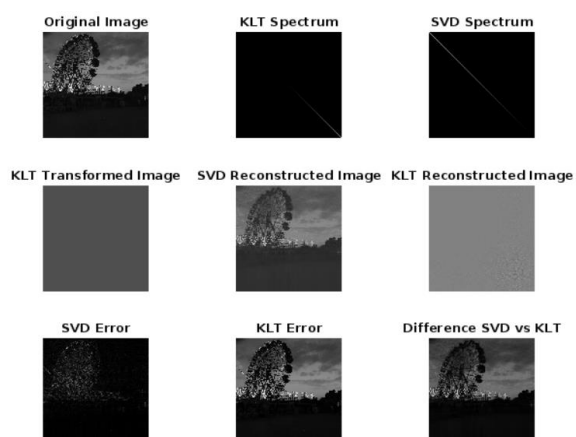 Original Image
KLT Spectrum
SVD Spectrum
KLT Transformed Image
SVD Reconstructed Image
KLT Reconstructed Image
SVD Error
KLT Error
Difference SVD vs KLT